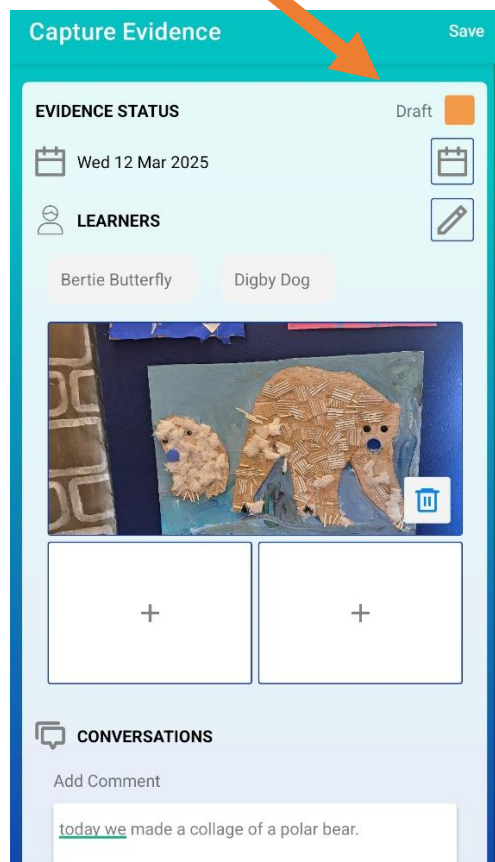 Capture Evidence Save
EVIDENCE STATUS Draft
Wed 12 Mar 2025
LEARNERS
Bertie Butterfly Digby Dog
+ +
CONVERSATIONS
Add Comment
today we made a collage of a polar bear.